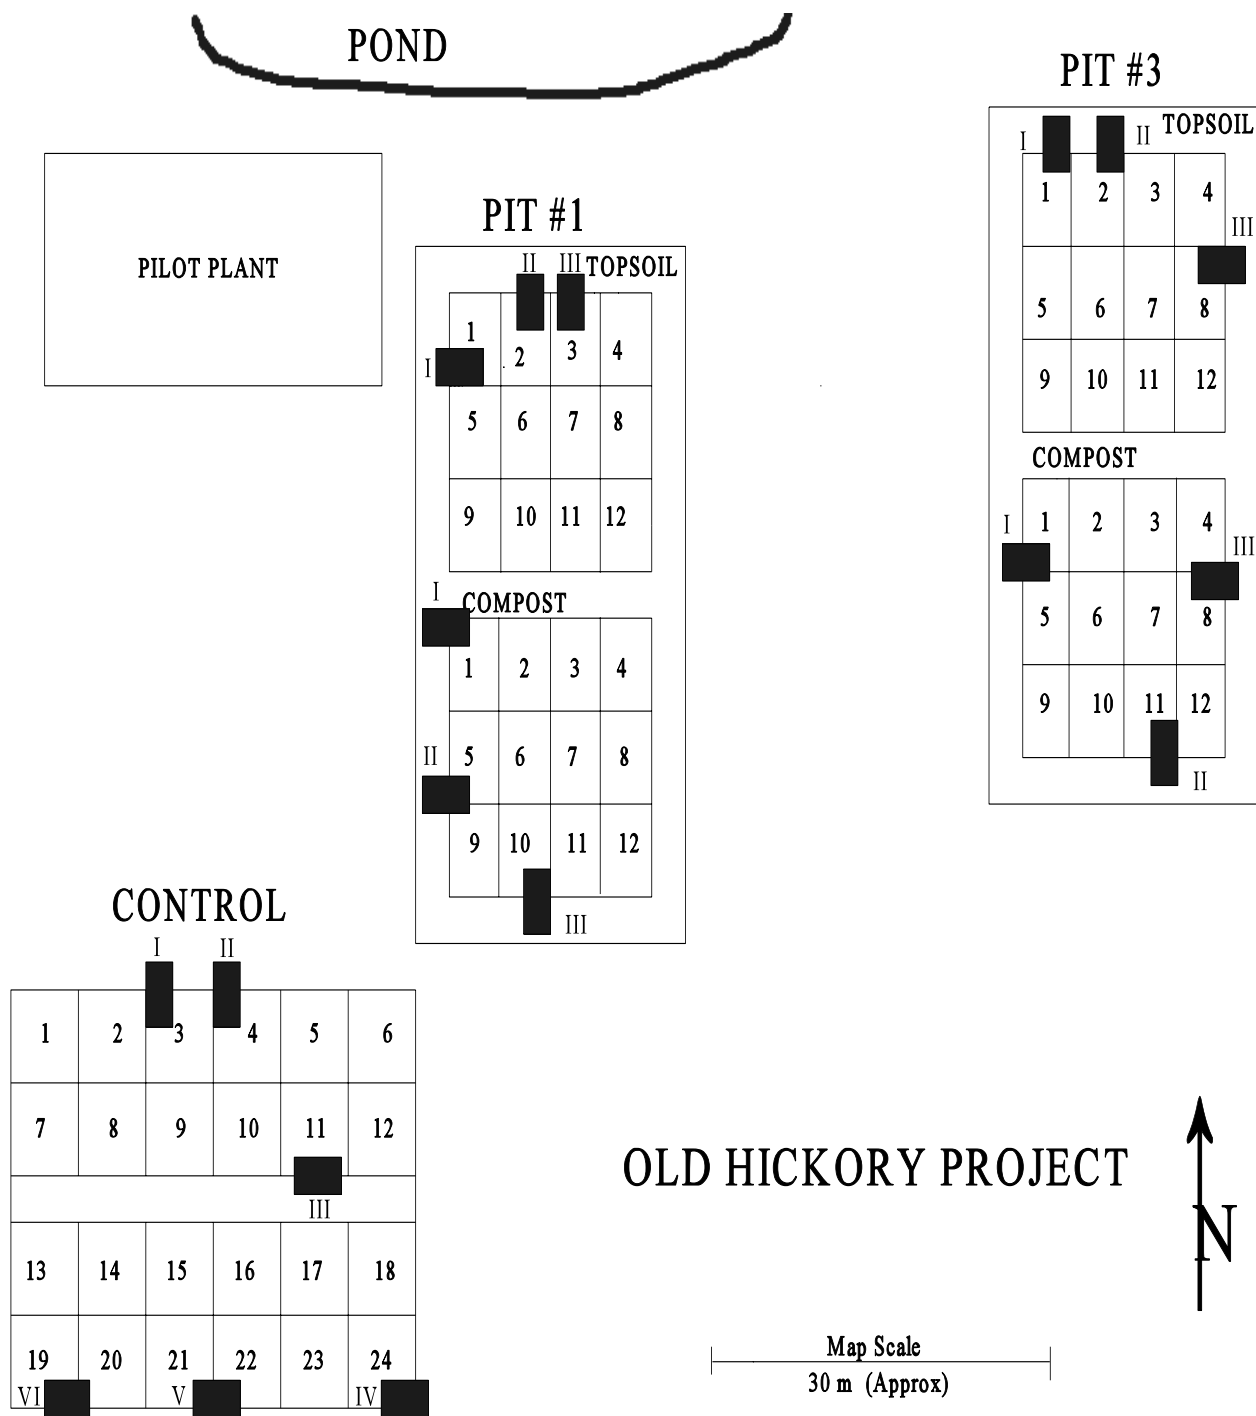 POND
PIT #3
TOPSOIL
I
II
1 2 3 4
III
5 6 7 8
9 10 11 12
COMPOST
I
1 2 3 4
III
5 6 7 8
9 10 11 12
II
PILOT PLANT
PIT #1
II III TOPSOIL
1 2 3 4
I
5 6 7 8
9 10 11 12
I
COMPOST
1 2 3 4
II
5 6 7 8
9 10 11 12
III
CONTROL
I II
1 2 3 4 5 6
7 8 9 10 11 12
III
13 14 15 16 17 18
19 20 21 22 23 24
VI V IV
OLD HICKORY PROJECT
N
Map Scale
30 m (Approx)